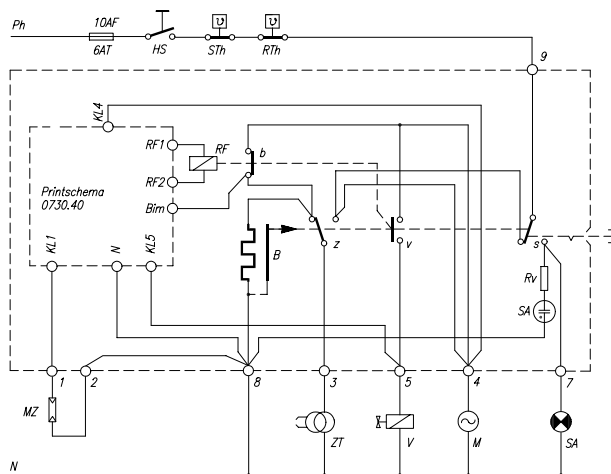 Ph
10AF
6AT
HS
STh
RTh
9
KL4
RF1
RF
b
Printschema
0730.40
RF2
Bim
KL1
N
KL5
B
z
v
s
Rv
SA
1
2
8
3
5
4
7
MZ
ZT
V
M
SA
N